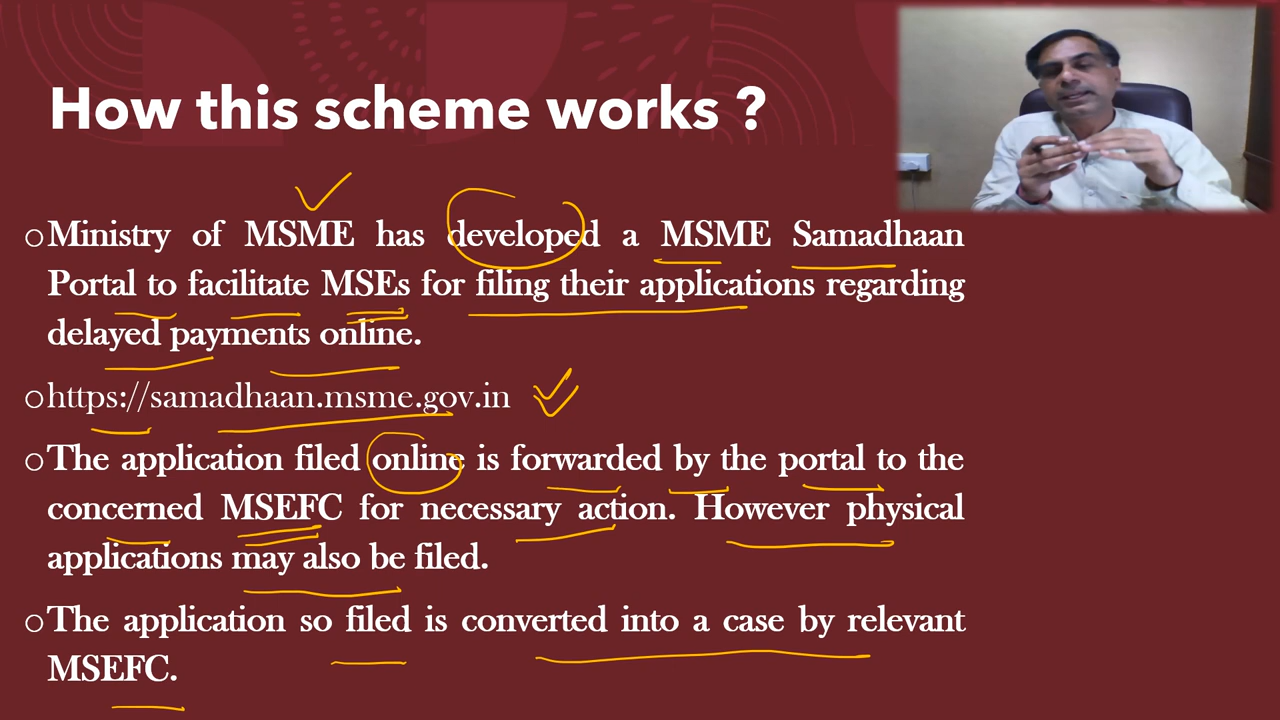 How this scheme works ?
Ministry of MSME has developed a MSME Samadhaan
Portal to facilitate MSEs for filing their applications regarding
delayed payments online.
https://samadhaan.msme.gov.in
The application filed online is forwarded by the portal to the
concerned MSEFC for necessary action. However physical
applications may also be filed.
The application so filed is converted into a case by relevant
MSEFC.